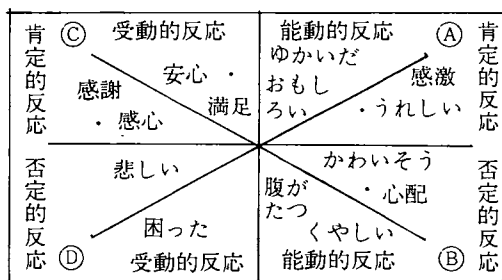 Ⓒ 受動的反応
能動的反応 Ⓐ
肯定的反応
肯定的反応
安心・
満足
感謝
・感心
ゆかいだ
おもし
ろい
感激
・うれしい
否定的反応
否定的反応
悲しい
困った
Ⓓ 受動的反応
かわいそう
・心配
腹が
たつ
くやしい
能動的反応 Ⓑ